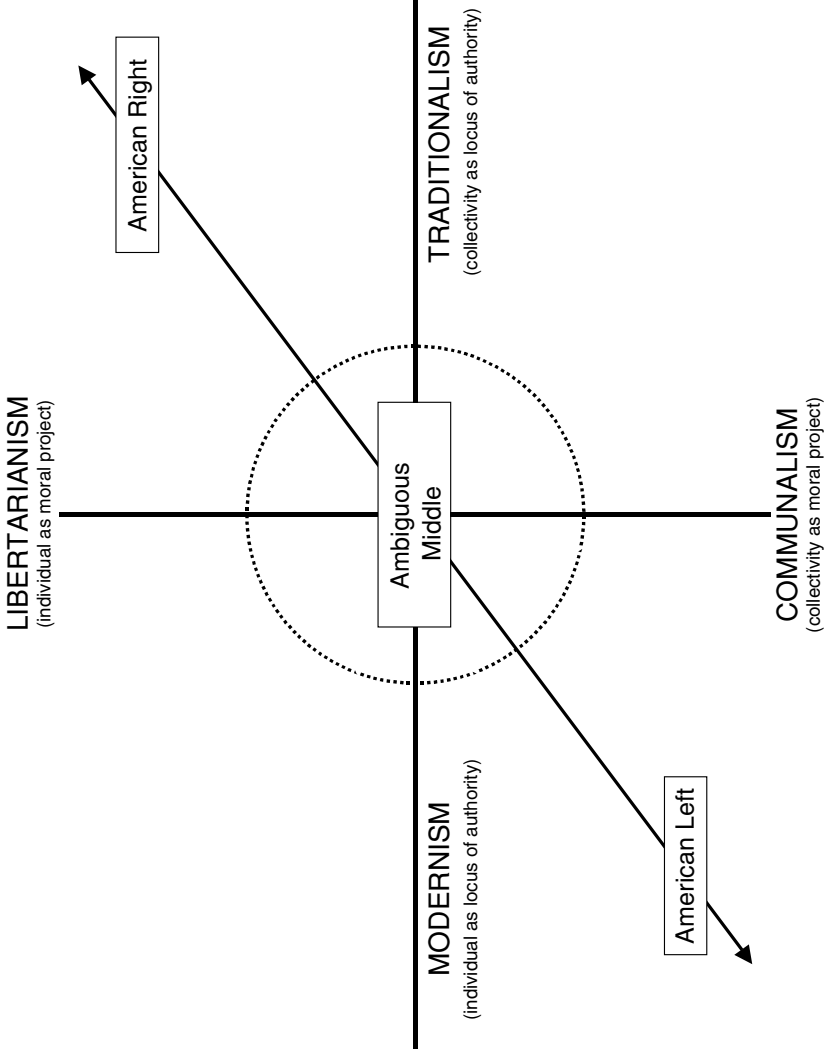 LIBERTARIANISM
(individual as moral project)
American Right
Ambiguous
Middle
MODERNISM
(individual as locus of authority)
TRADITIONALISM
(collectivity as locus of authority)
American Left
COMMUNALISM
(collectivity as moral project)